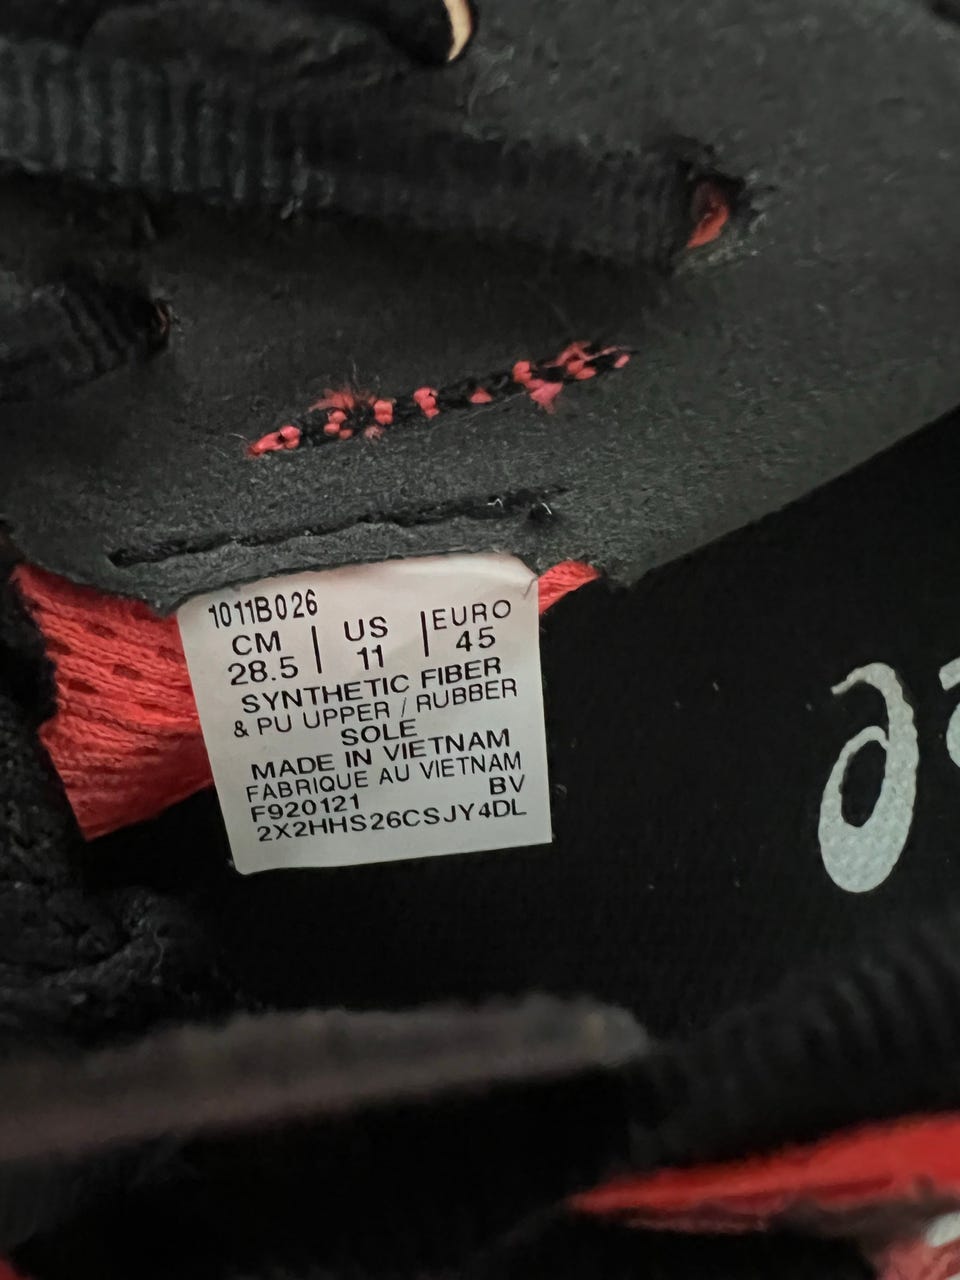 1011B026
CM | US | EURO
28.5 | 11 | 45
SYNTHETIC FIBER
& PU UPPER / RUBBER
SOLE
MADE IN VIETNAM
FABRIQUE AU VIETNAM
F920121 BV
2X2HHS26CSJY4DL